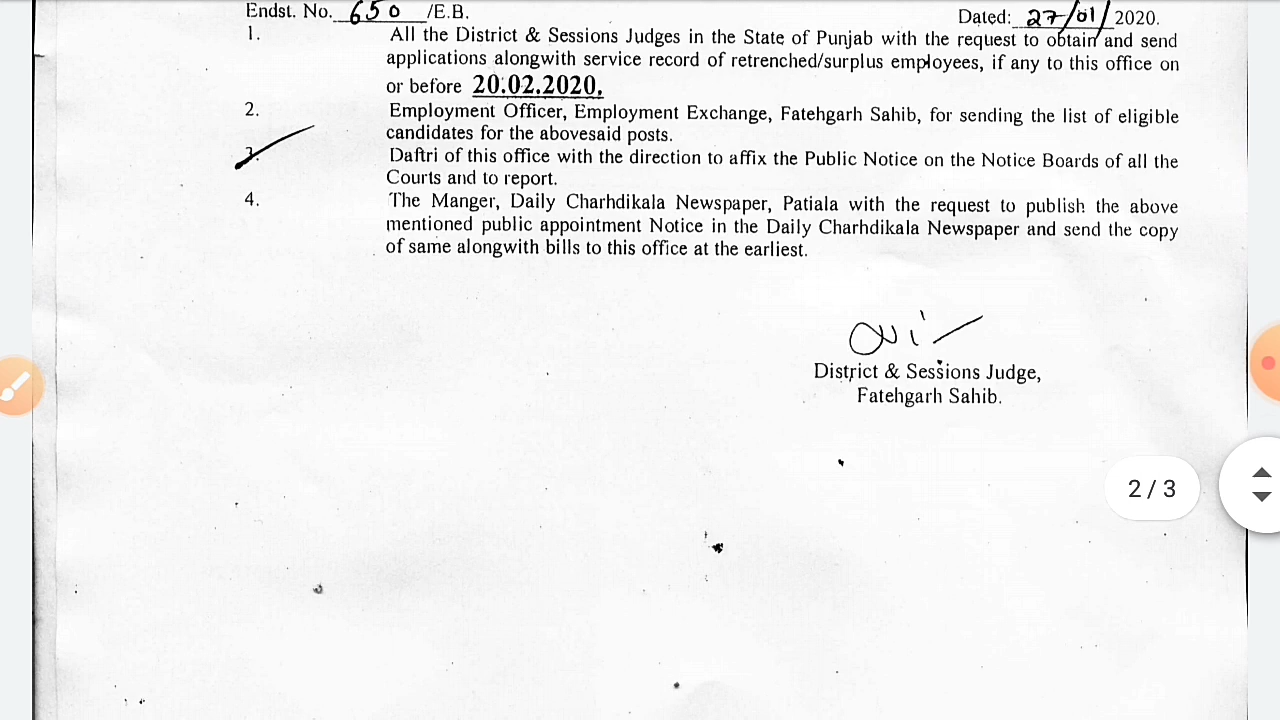 Endst. No. 650 /E.B. Dated: 27/01/2020.
1. All the District & Sessions Judges in the State of Punjab with the request to obtain and send
applications alongwith service record of retrenched/surplus employees, if any to this office on
or before 20.02.2020.
2. Employment Officer, Employment Exchange, Fatehgarh Sahib, for sending the list of eligible
candidates for the abovesaid posts.
3. Daftri of this office with the direction to affix the Public Notice on the Notice Boards of all the
Courts and to report.
4. The Manger, Daily Charhdikala Newspaper, Patiala with the request to publish the above
mentioned public appointment Notice in the Daily Charhdikala Newspaper and send the copy
of same alongwith bills to this office at the earliest.
District & Sessions Judge,
Fatehgarh Sahib.
2 / 3